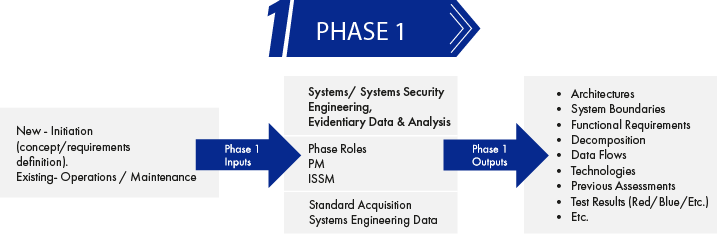 1 PHASE 1
New - Initiation
(concept/requirements
definition).
Existing- Operations / Maintenance
Phase 1
Inputs
Systems/ Systems Security
Engineering,
Evidentiary Data & Analysis
Phase Roles
PM
ISSM
Standard Acquisition
Systems Engineering Data
Phase 1
Outputs
• Architectures
• System Boundaries
• Functional Requirements
• Decomposition
• Data Flows
• Technologies
• Previous Assessments
• Test Results (Red/Blue/Etc.)
• Etc.